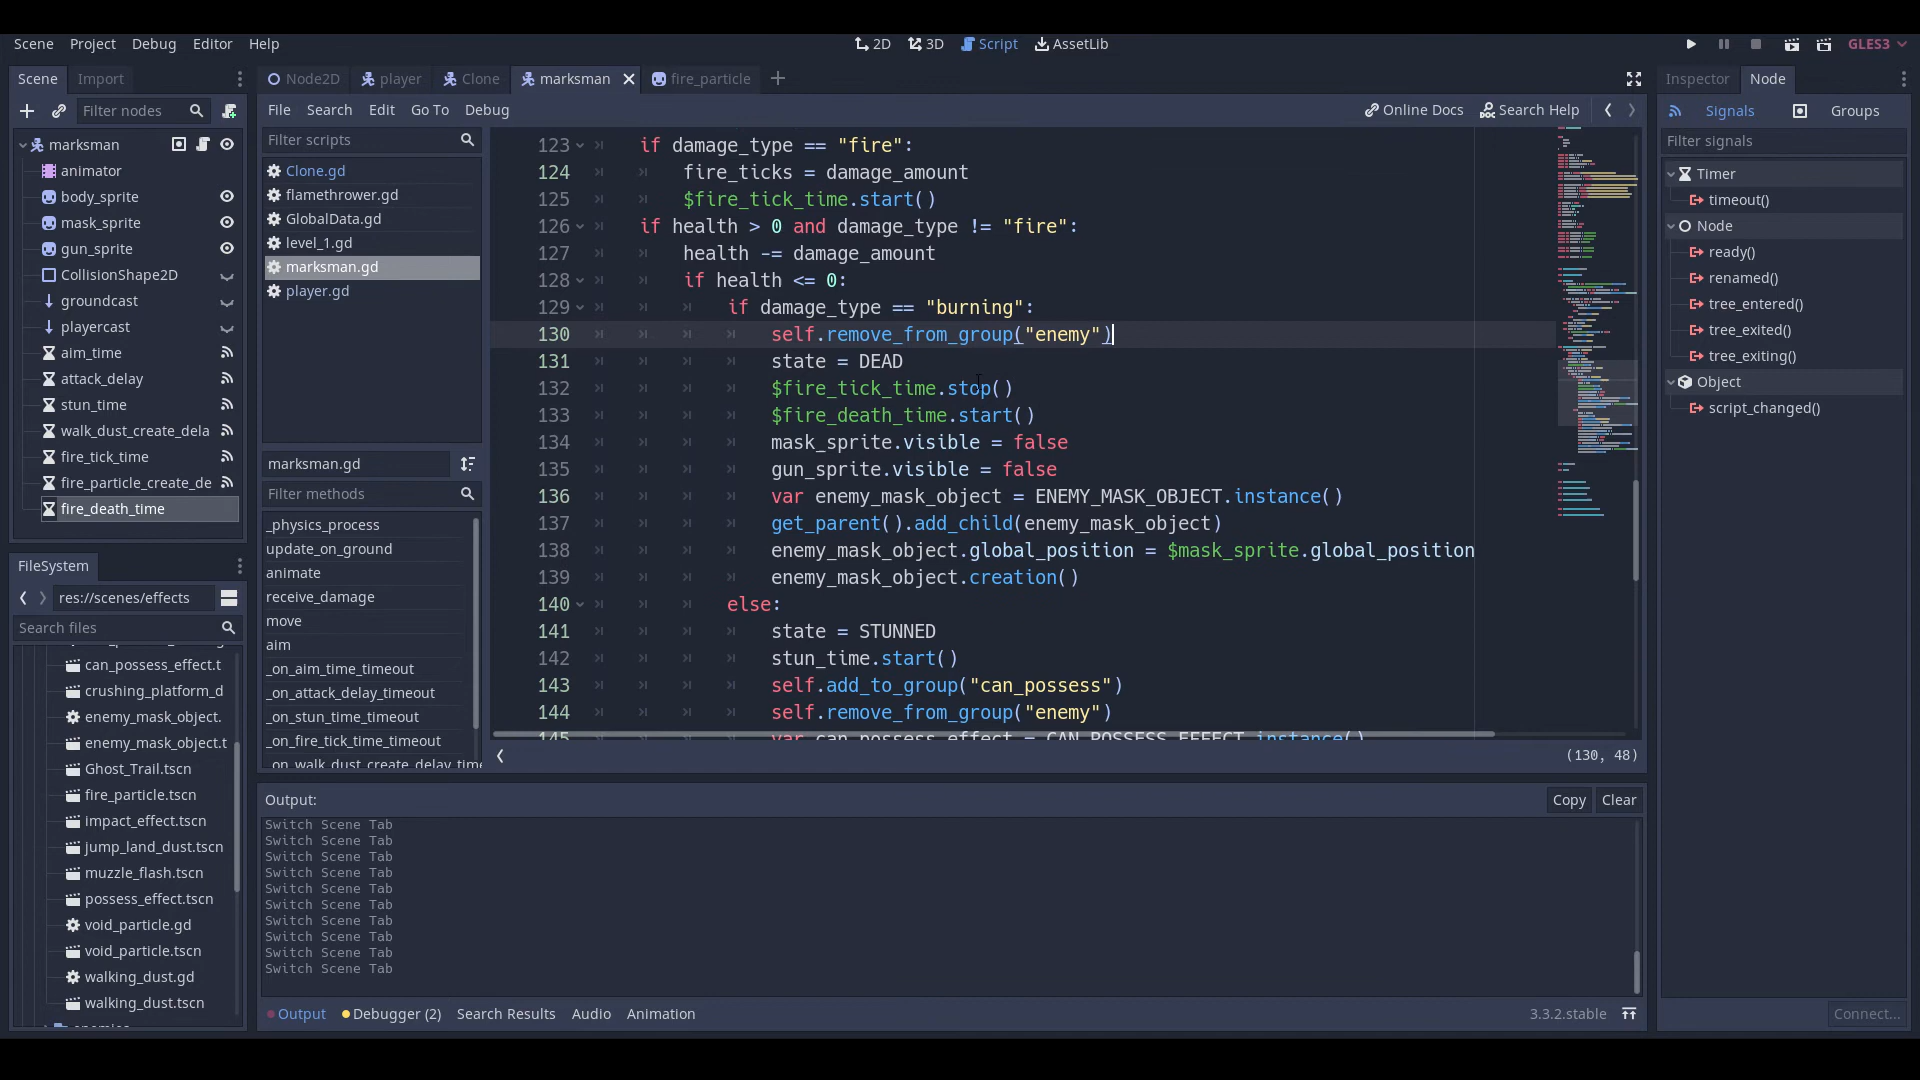 Scene Project Debug Editor Help
2D 3D Script AssetLib
GLES3
Scene Import
Filter nodes
marksman
animator
body_sprite
mask_sprite
gun_sprite
CollisionShape2D
groundcast
playercast
aim_time
attack_delay
stun_time
walk_dust_create_dela
fire_tick_time
fire_particle_create_de
fire_death_time
FileSystem
res://scenes/effects
Search files
can_possess_effect.t
crushing_platform_d
enemy_mask_object.
enemy_mask_object.t
Ghost_Trail.tscn
fire_particle.tscn
impact_effect.tscn
jump_land_dust.tscn
muzzle_flash.tscn
possess_effect.tscn
void_particle.gd
void_particle.tscn
walking_dust.gd
walking_dust.tscn
Node2D player Clone marksman fire_particle
File Search Edit Go To Debug
Online Docs Search Help
Filter scripts
Clone.gd
flamethrower.gd
GlobalData.gd
level_1.gd
marksman.gd
player.gd
marksman.gd
Filter methods
_physics_process
update_on_ground
animate
receive_damage
move
aim
_on_aim_time_timeout
_on_attack_delay_timeout
_on_stun_time_timeout
_on_fire_tick_time_timeout
_on_walk_dust_create_delay_time
123 if damage_type == "fire":
124 fire_ticks = damage_amount
125 $fire_tick_time.start()
126 if health > 0 and damage_type != "fire":
127 health -= damage_amount
128 if health <= 0:
129 if damage_type == "burning":
130 self.remove_from_group("enemy")
131 state = DEAD
132 $fire_tick_time.stop()
133 $fire_death_time.start()
134 mask_sprite.visible = false
135 gun_sprite.visible = false
136 var enemy_mask_object = ENEMY_MASK_OBJECT.instance()
137 get_parent().add_child(enemy_mask_object)
138 enemy_mask_object.global_position = $mask_sprite.global_position
139 enemy_mask_object.creation()
140 else:
141 state = STUNNED
142 stun_time.start()
143 self.add_to_group("can_possess")
144 self.remove_from_group("enemy")
145 var can_possess_effect = CAN_POSSESS_EFFECT.instance()
(130, 48)
Output:
Copy Clear
Switch Scene Tab
Switch Scene Tab
Switch Scene Tab
Switch Scene Tab
Switch Scene Tab
Switch Scene Tab
Switch Scene Tab
Switch Scene Tab
Switch Scene Tab
Switch Scene Tab
Output Debugger (2) Search Results Audio Animation
3.3.2.stable
Inspector Node
Signals Groups
Filter signals
Timer
timeout()
Node
ready()
renamed()
tree_entered()
tree_exited()
tree_exiting()
Object
script_changed()
Connect...